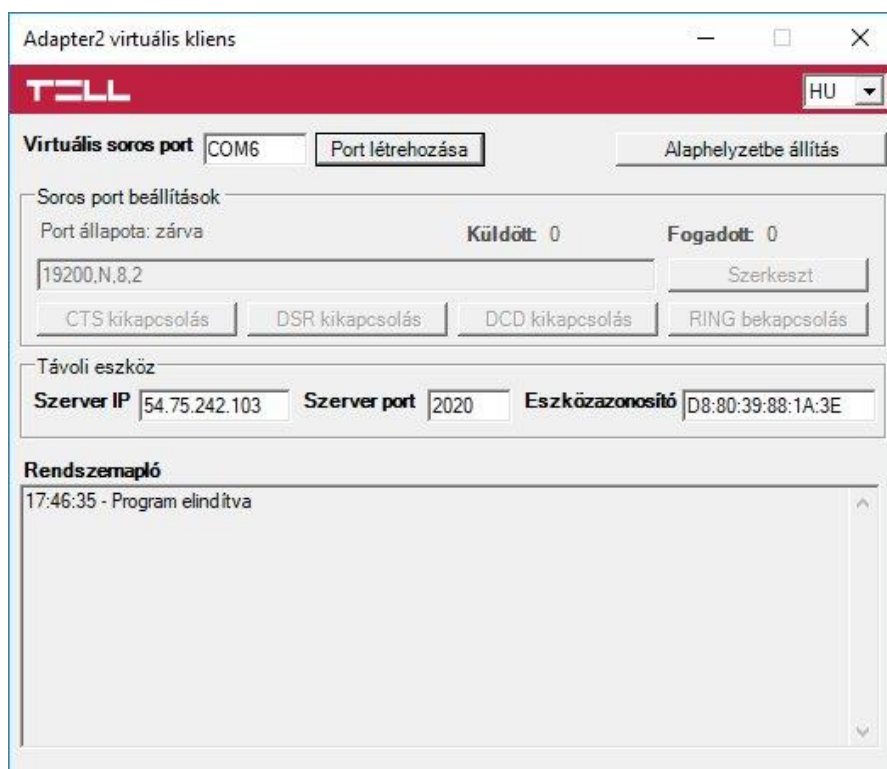 Adapter2 virtuális kliens
TELL
HU
Virtuális soros port COM6 Port létrehozása Alaphelyzetbe állítás
Soros port beállítások
Port állapota: zárva Küldött: 0 Fogadott: 0
19200,N,8,2 Szerkeszt
CTS kikapcsolás DSR kikapcsolás DCD kikapcsolás RING bekapcsolás
Távoli eszköz
Szerver IP 54.75.242.103 Szerver port 2020 Eszközazonosító D8:80:39:88:1A:3E
Rendszernapló
17:46:35 - Program elindítva